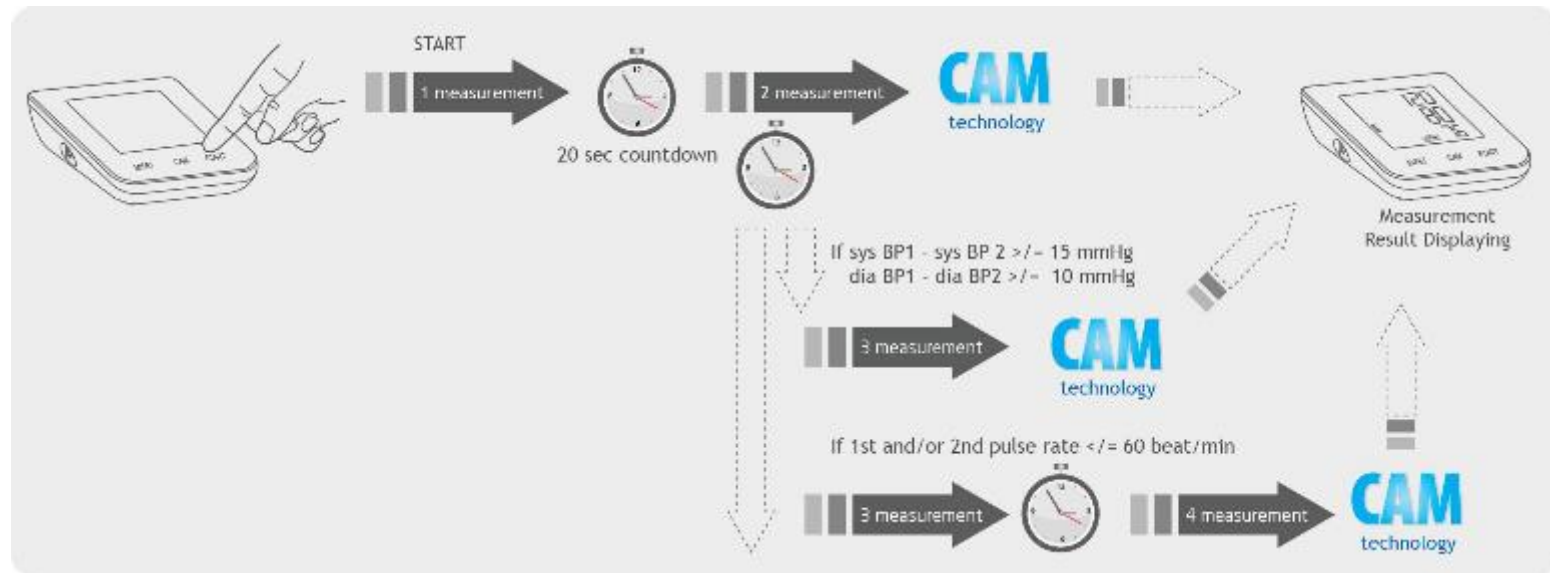 START
1 measurement
20 sec countdown
2 measurement
CAM
technology
Measurement
Result Displaying
If sys BP1 - sys BP 2 >/= 15 mmHg
dia BP1 - dia BP2 >/= 10 mmHg
3 measurement
CAM
technology
If 1st and/or 2nd pulse rate </= 60 beat/min
3 measurement
4 measurement
CAM
technology